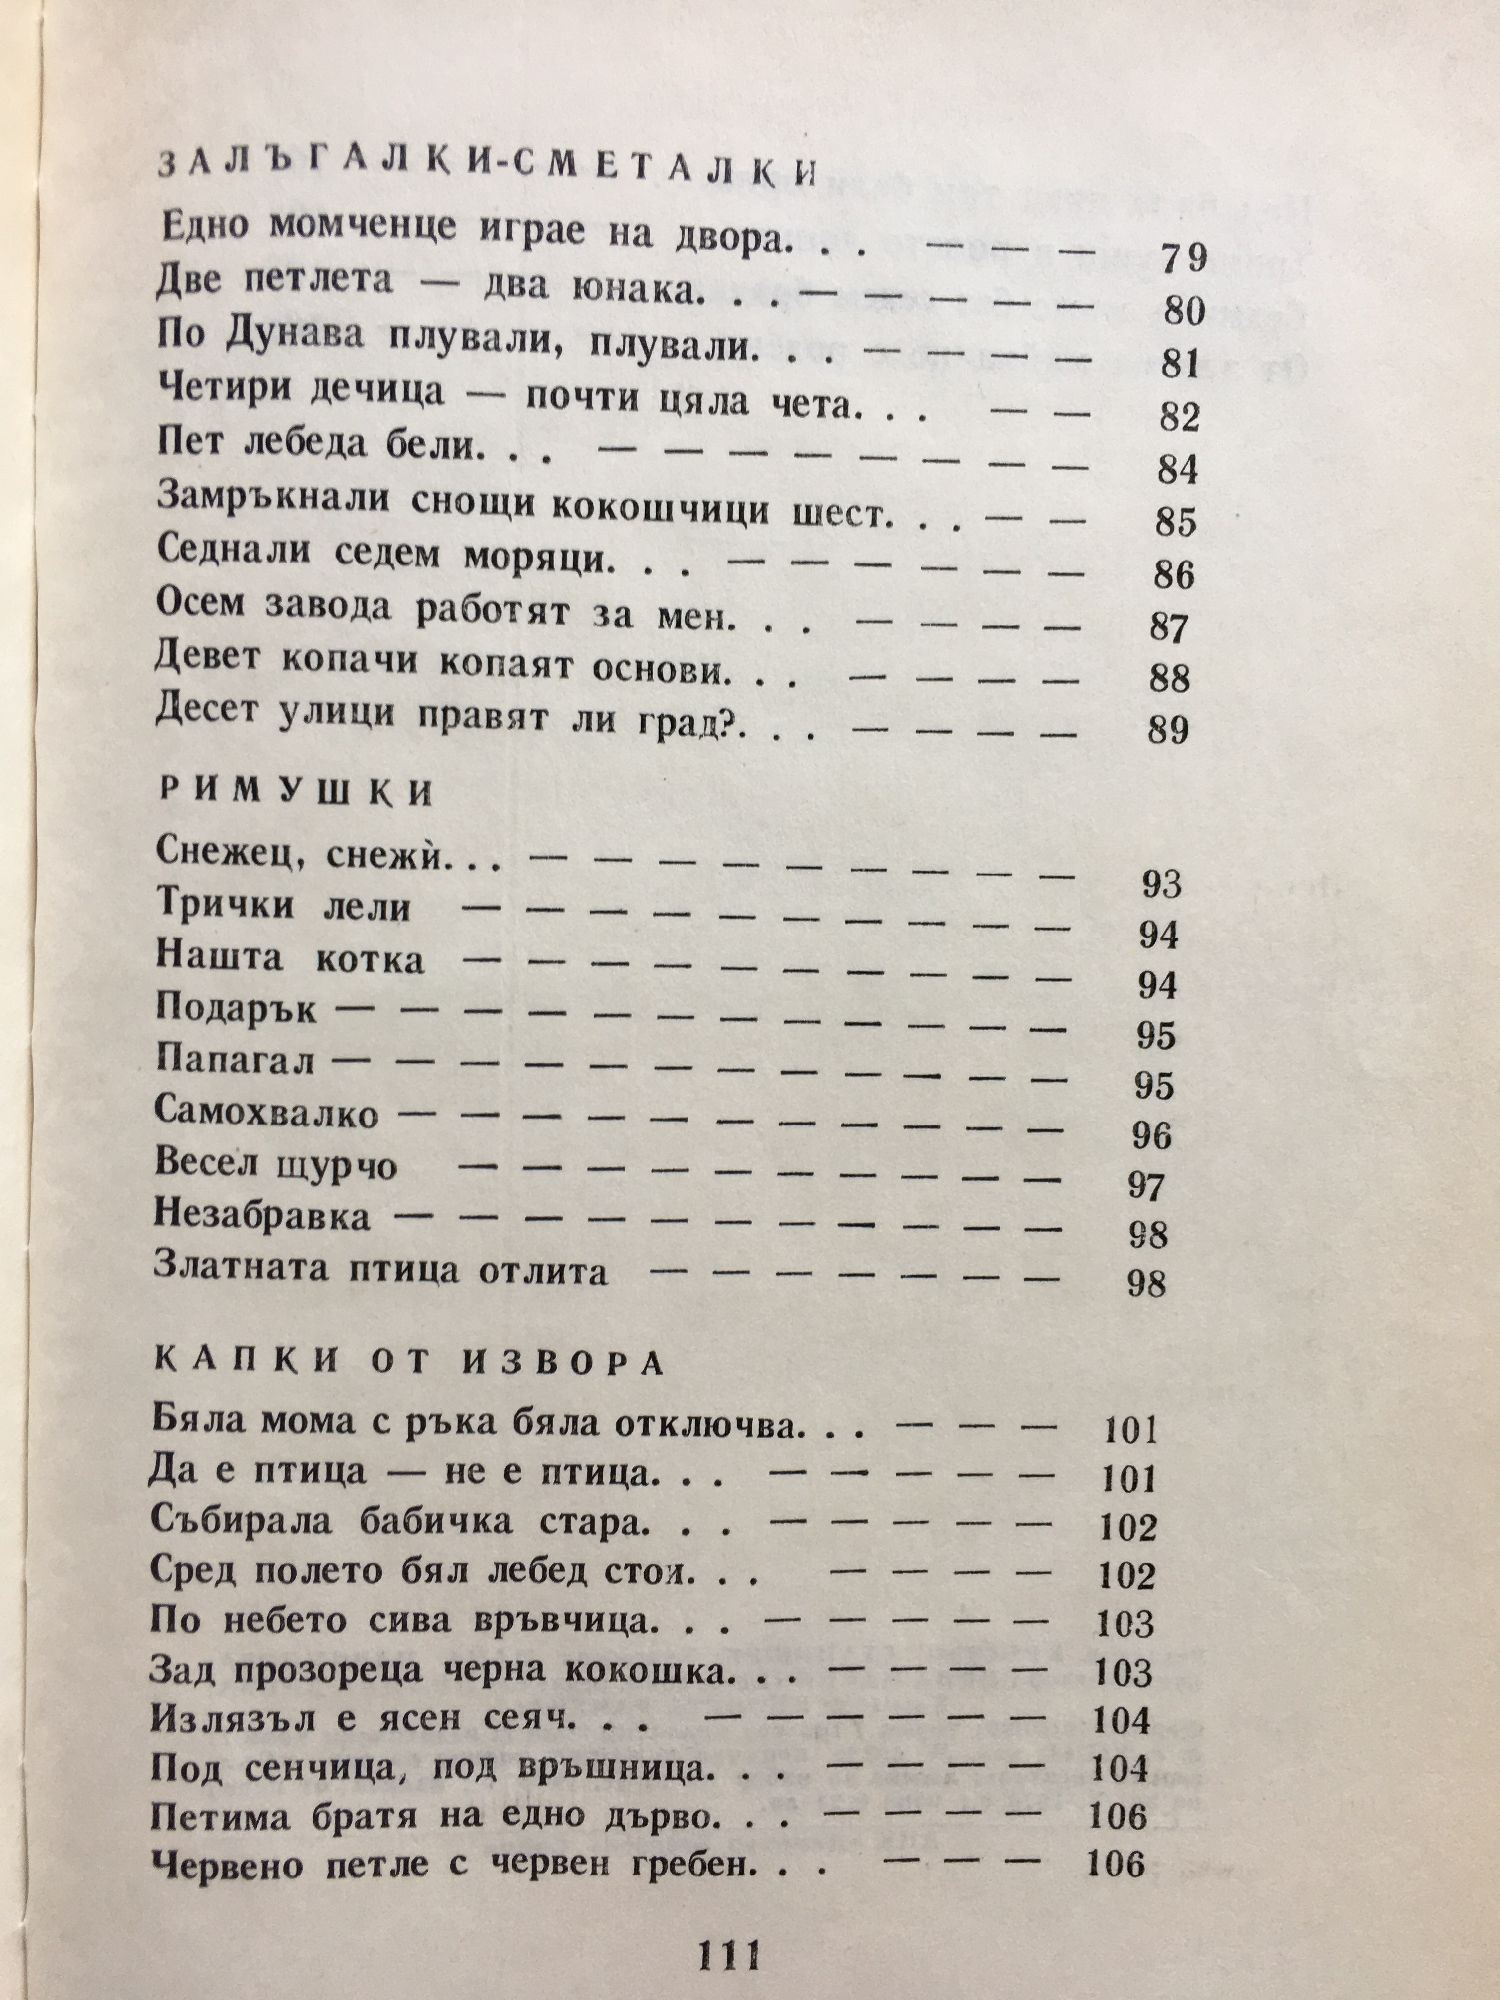 ЗАЛЪГАЛКИ-СМЕТАЛКИ
Едно момченце играе на двора. . . — — — 79
Две петлета — два юнака. . . — — — — — 80
По Дунава плували, плували. . . — — — — 81
Четири дечица — почти цяла чета. . . — — 82
Пет лебеда бели. . . — — — — — — — — 84
Замръкнали снощи кокошчици шест. . . — — 85
Седнали седем моряци. . . — — — — — — 86
Осем завода работят за мен. . . — — — — 87
Девет копачи копаят основи. . . — — — — 88
Десет улици правят ли град?. . . — — — — 89
РИМУШКИ
Снежец, снежѝ. . . — — — — — — — — — 93
Трички лели — — — — — — — — — — 94
Нашта котка — — — — — — — — — — 94
Подарък — — — — — — — — — — — — 95
Папагал — — — — — — — — — — — — 95
Самохвалко — — — — — — — — — — — 96
Весел щурчо — — — — — — — — — — 97
Незабравка — — — — — — — — — — — 98
Златната птица отлита — — — — — — — 98
КАПКИ ОТ ИЗВОРА
Бяла мома с ръка бяла отключва. . . — — — 101
Да е птица — не е птица. . . — — — — — 101
Събирала бабичка стара. . . — — — — — 102
Сред полето бял лебед стои. . . — — — — 102
По небето сива връвчица. . . — — — — — 103
Зад прозореца черна кокошка. . . — — — — 103
Излязъл е ясен сеяч. . . — — — — — — 104
Под сенчица, под връшница. . . — — — — 104
Петима братя на едно дърво. . . — — — — 106
Червено петле с червен гребен. . . — — — 106
111